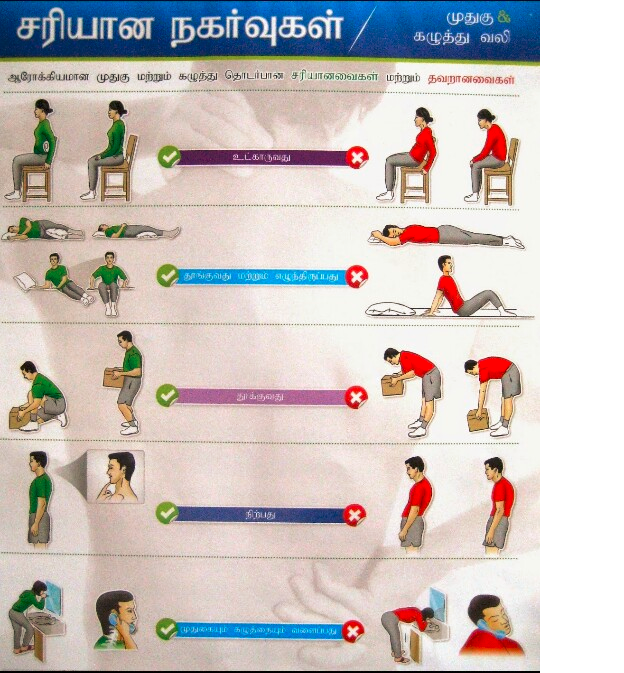 சரியான நகர்வுகள்
முதுகு &
கழுத்து வலி
ஆரோக்கியமான முதுகு மற்றும் கழுத்து தொடர்பான சரியானவைகள் மற்றும் தவறானவைகள்
உட்காருவது
தூங்குவது மற்றும் எழுந்திருப்பது
தூக்குவது
நிற்பது
முதுகையும் கழுத்தையும் வளைப்பது